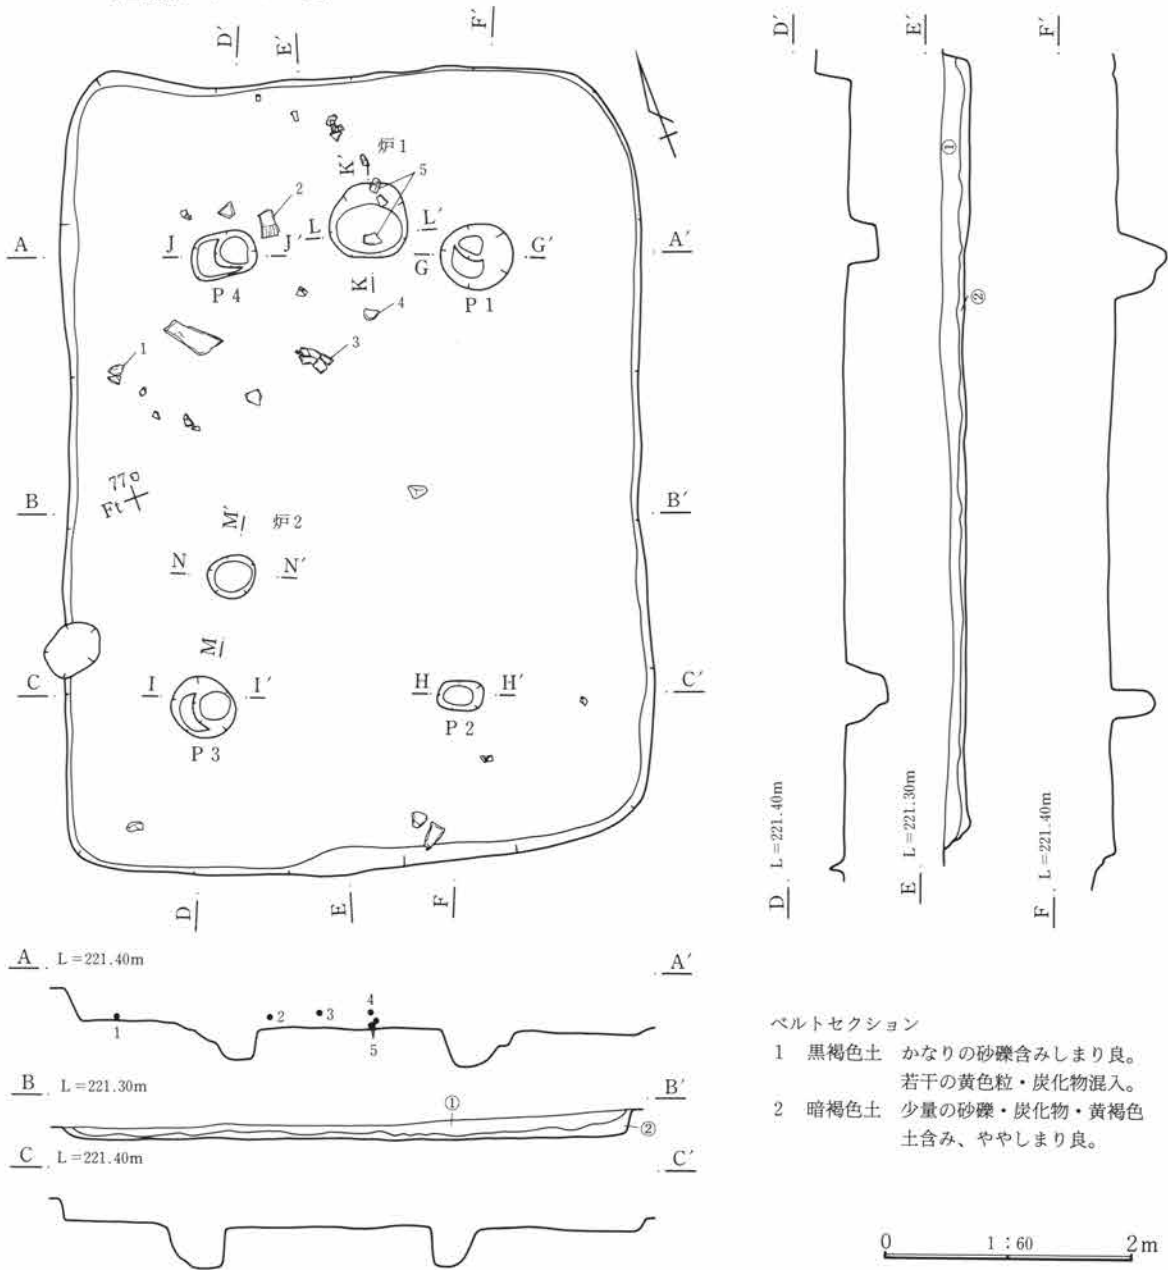 D′
E′
F′
炉1
K′
5
2
L
L′
A
J
J′
G
G′
A′
P 4
K
P 1
4
3
1
770
Ft
B
M′
炉2
B′
N
N′
M
C
I
I′
H
H′
C′
P 3
P 2
D
E
F
D′
E′
F′
①
②
D L=221.40m
E L=221.30m
F L=221.40m
A L=221.40m A′
1
2
3
4
5
B L=221.30m B′
①
②
C L=221.40m C′
ベルトセクション
1 黒褐色土 かなりの砂礫含みしまり良。
若干の黄色粒・炭化物混入。
2 暗褐色土 少量の砂礫・炭化物・黄褐色
土含み、ややしまり良。
0 1:60 2m